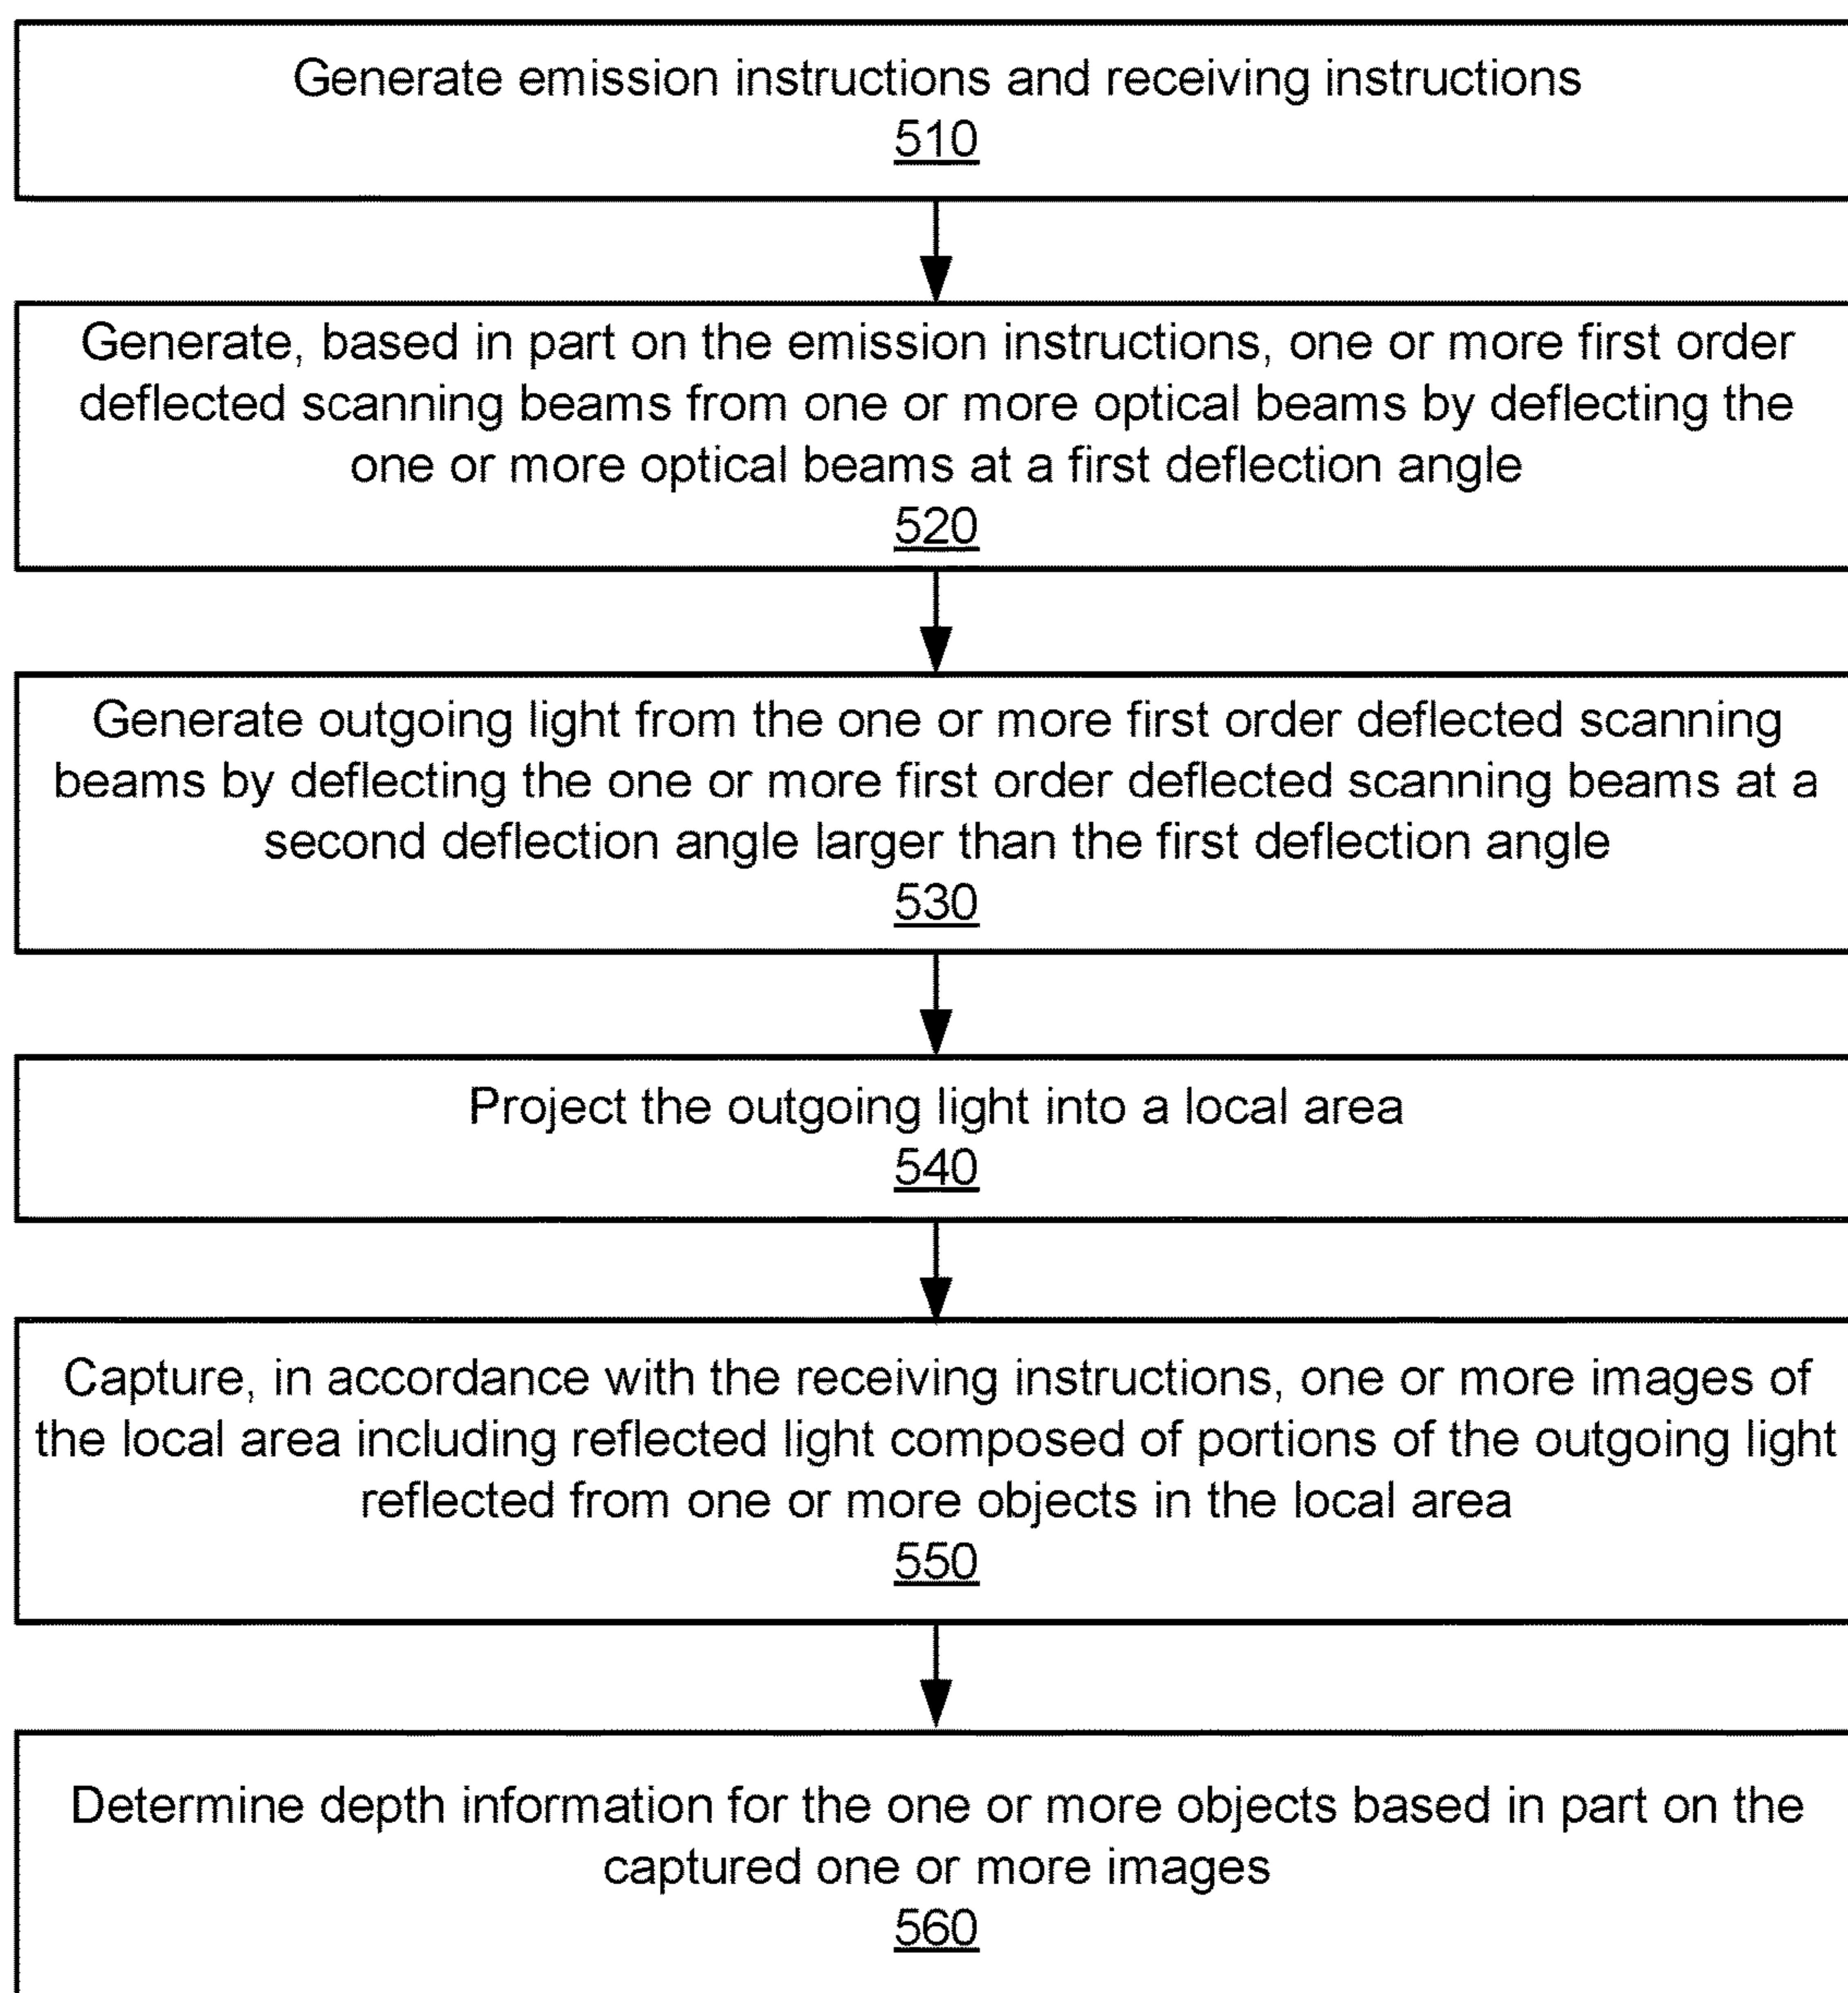 Generate emission instructions and receiving instructions
510
Generate, based in part on the emission instructions, one or more first order
deflected scanning beams from one or more optical beams by deflecting the
one or more optical beams at a first deflection angle
520
Generate outgoing light from the one or more first order deflected scanning
beams by deflecting the one or more first order deflected scanning beams at a
second deflection angle larger than the first deflection angle
530
Project the outgoing light into a local area
540
Capture, in accordance with the receiving instructions, one or more images of
the local area including reflected light composed of portions of the outgoing light
reflected from one or more objects in the local area
550
Determine depth information for the one or more objects based in part on the
captured one or more images
560